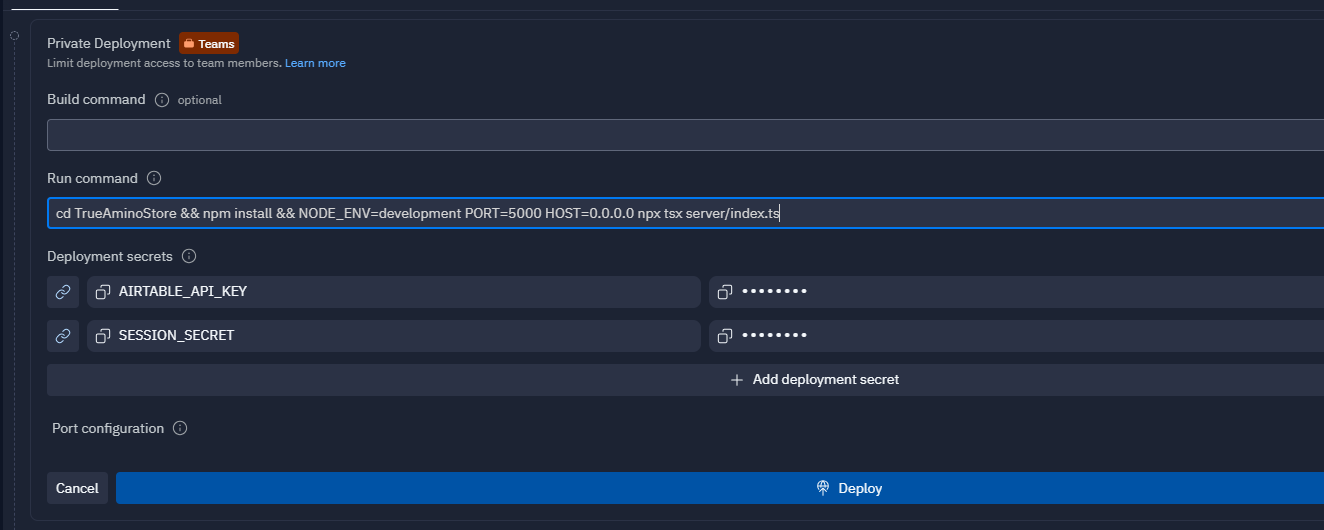 Private Deployment Teams
Limit deployment access to team members. Learn more
Build command optional
Run command
cd TrueAminoStore && npm install && NODE_ENV=development PORT=5000 HOST=0.0.0.0 npx tsx server/index.ts
Deployment secrets
AIRTABLE_API_KEY ••••••••
SESSION_SECRET ••••••••
+ Add deployment secret
Port configuration
Cancel Deploy